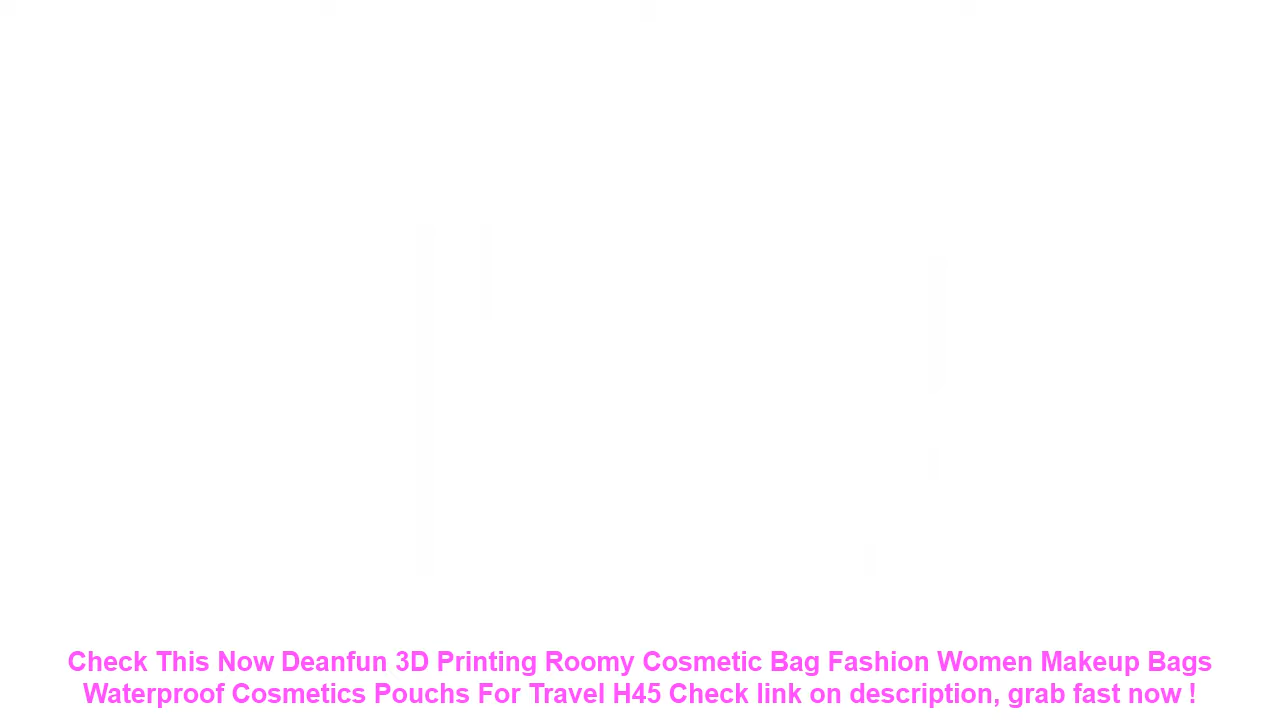 Check This Now Deanfun 3D Printing Roomy Cosmetic Bag Fashion Women Makeup Bags
Waterproof Cosmetics Pouchs For Travel H45 Check link on description, grab fast now !